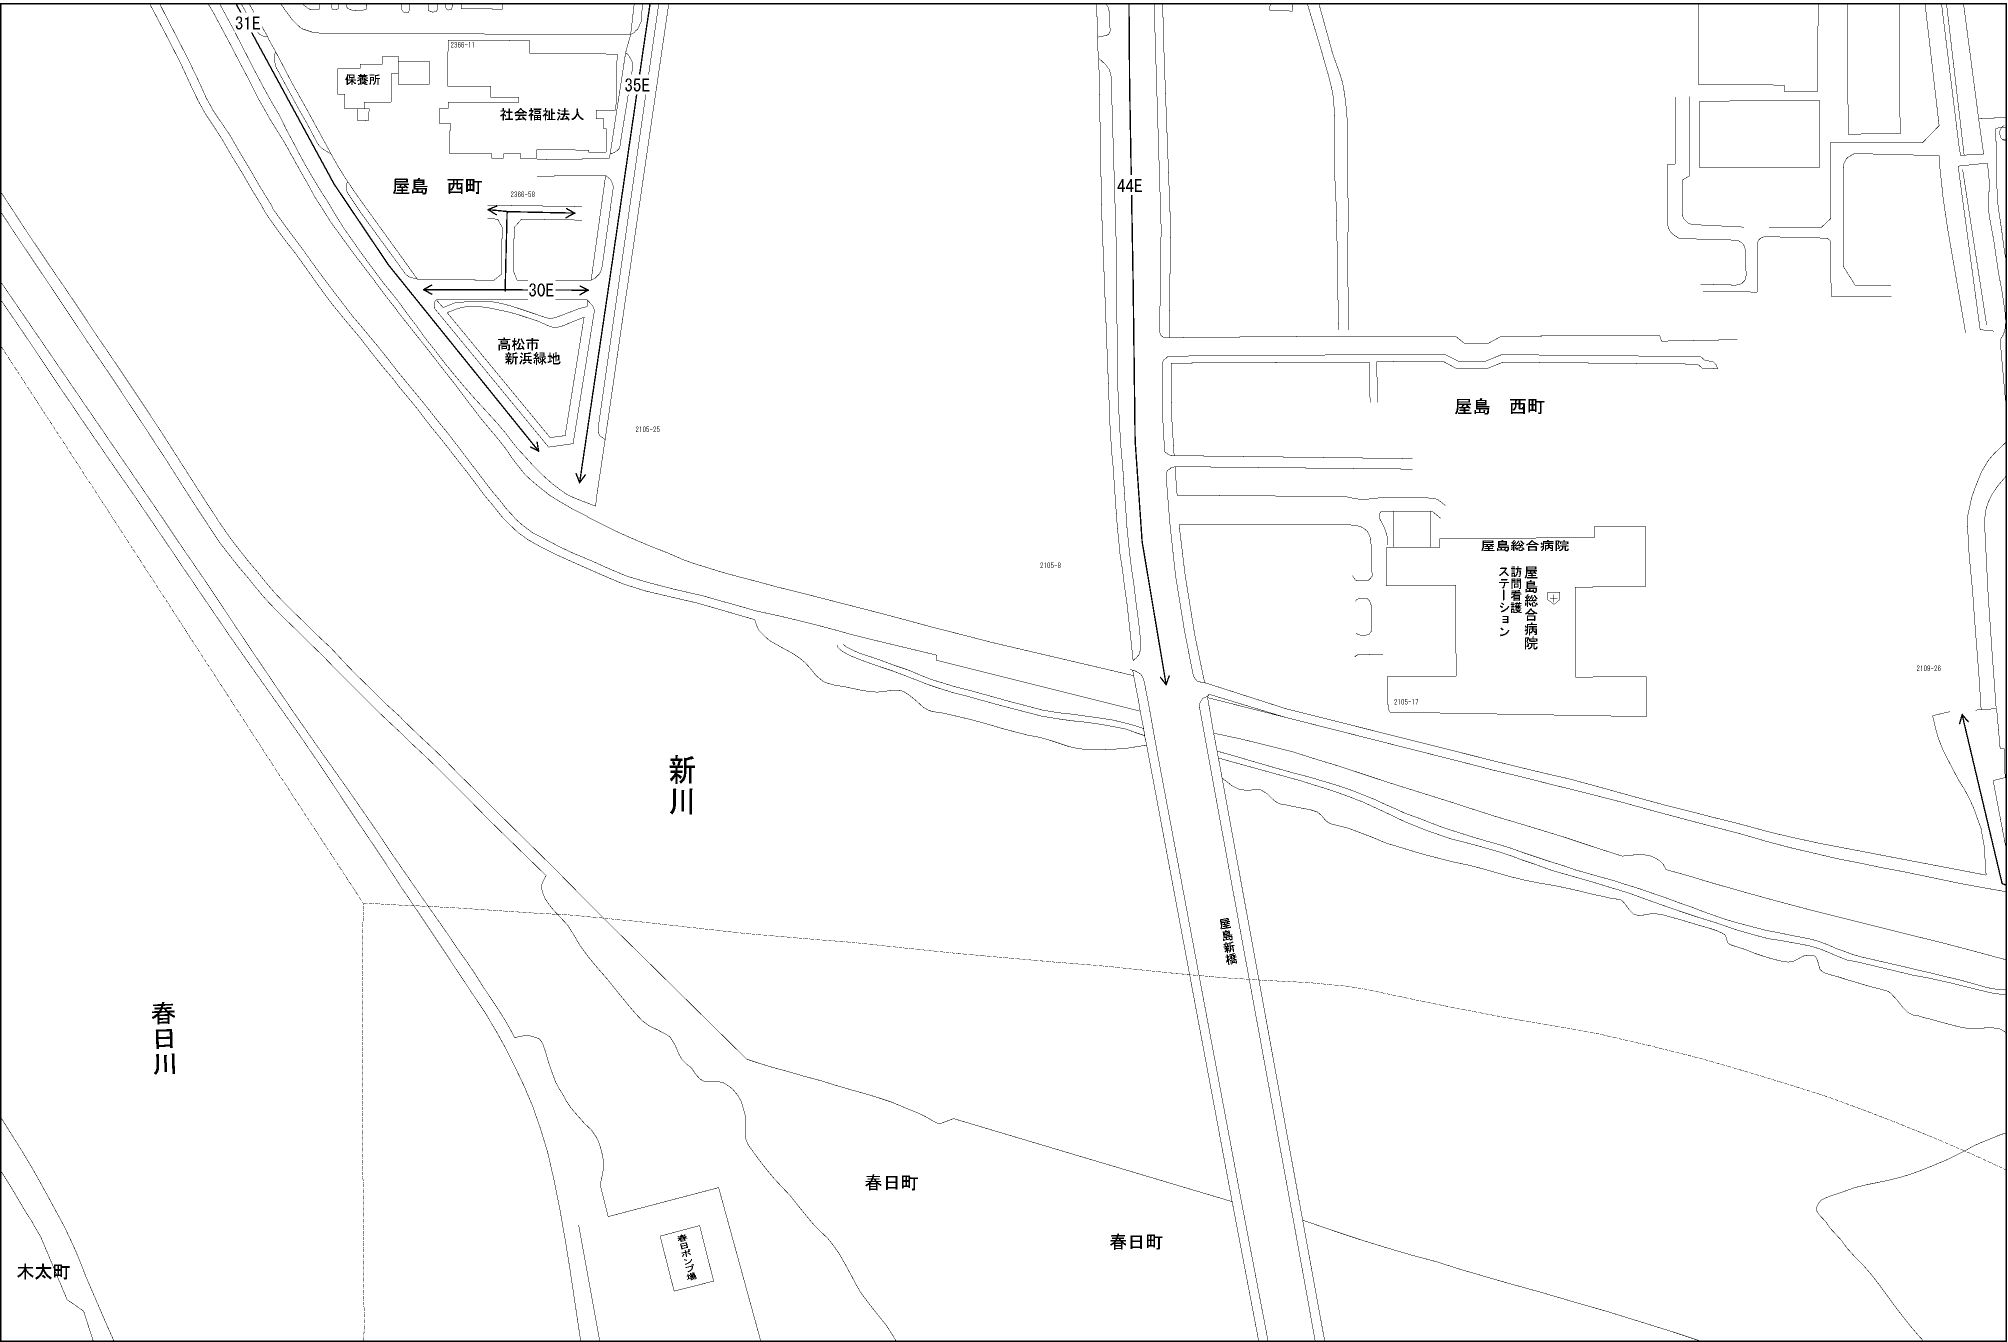 31E
2366-11
保養所
35E
社会福祉法人
屋島　西町
2366-58
44E
30E
高松市
新浜緑地
屋島　西町
2105-25
屋島総合病院
屋島総合病院
訪問看護
ステーション
2105-8
2109-26
2105-17
新川
屋島新橋
春日川
春日町
春日町
春日ポンプ場
木太町